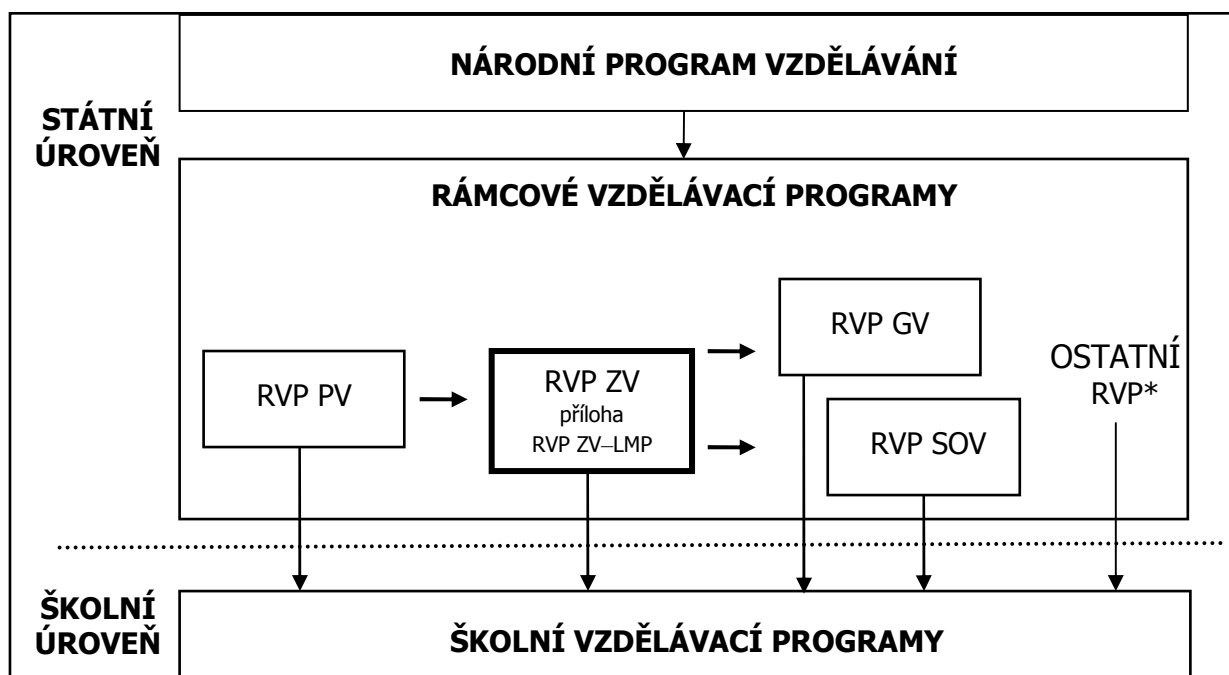 NÁRODNÍ PROGRAM VZDĚLÁVÁNÍ
STÁTNÍ
ÚROVEŇ
RÁMCOVÉ VZDĚLÁVACÍ PROGRAMY
RVP PV
RVP ZV
příloha
RVP ZV–LMP
RVP GV
RVP SOV
OSTATNÍ
RVP*
ŠKOLNÍ
ÚROVEŇ
ŠKOLNÍ VZDĚLÁVACÍ PROGRAMY